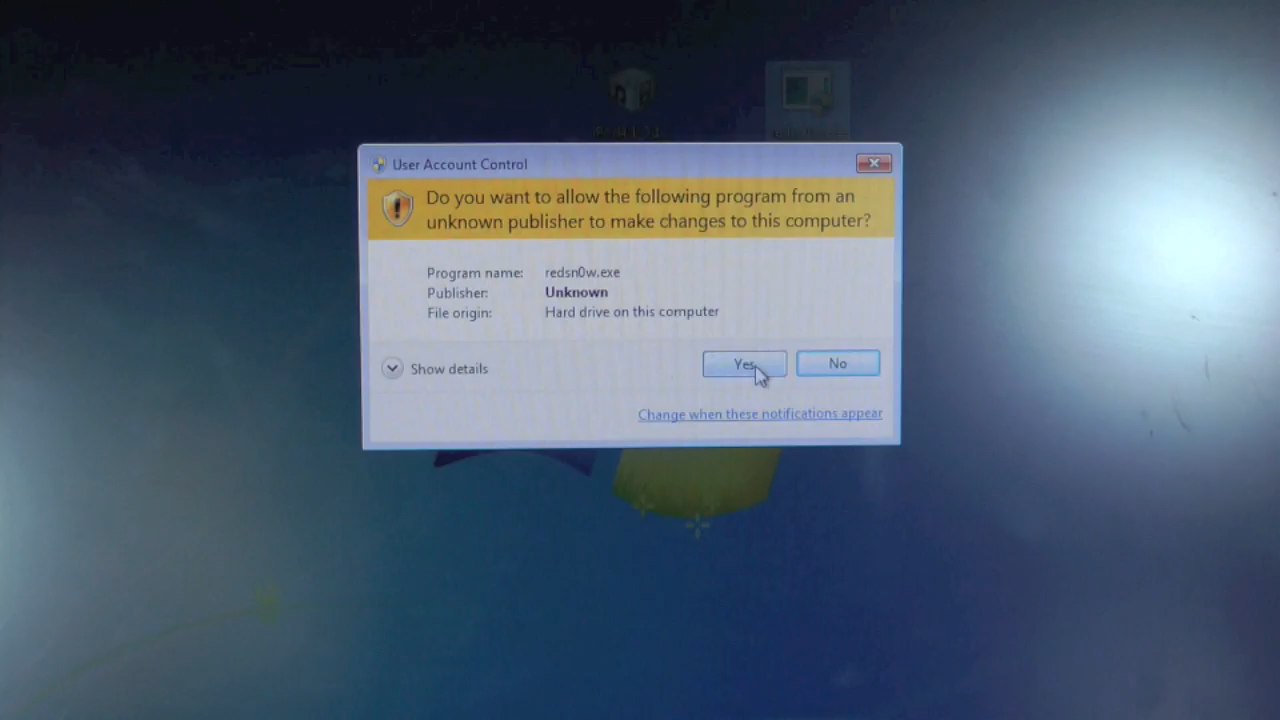 User Account Control
Do you want to allow the following program from an
unknown publisher to make changes to this computer?
Program name: redsn0w.exe
Publisher: Unknown
File origin: Hard drive on this computer
Show details
Yes
No
Change when these notifications appear